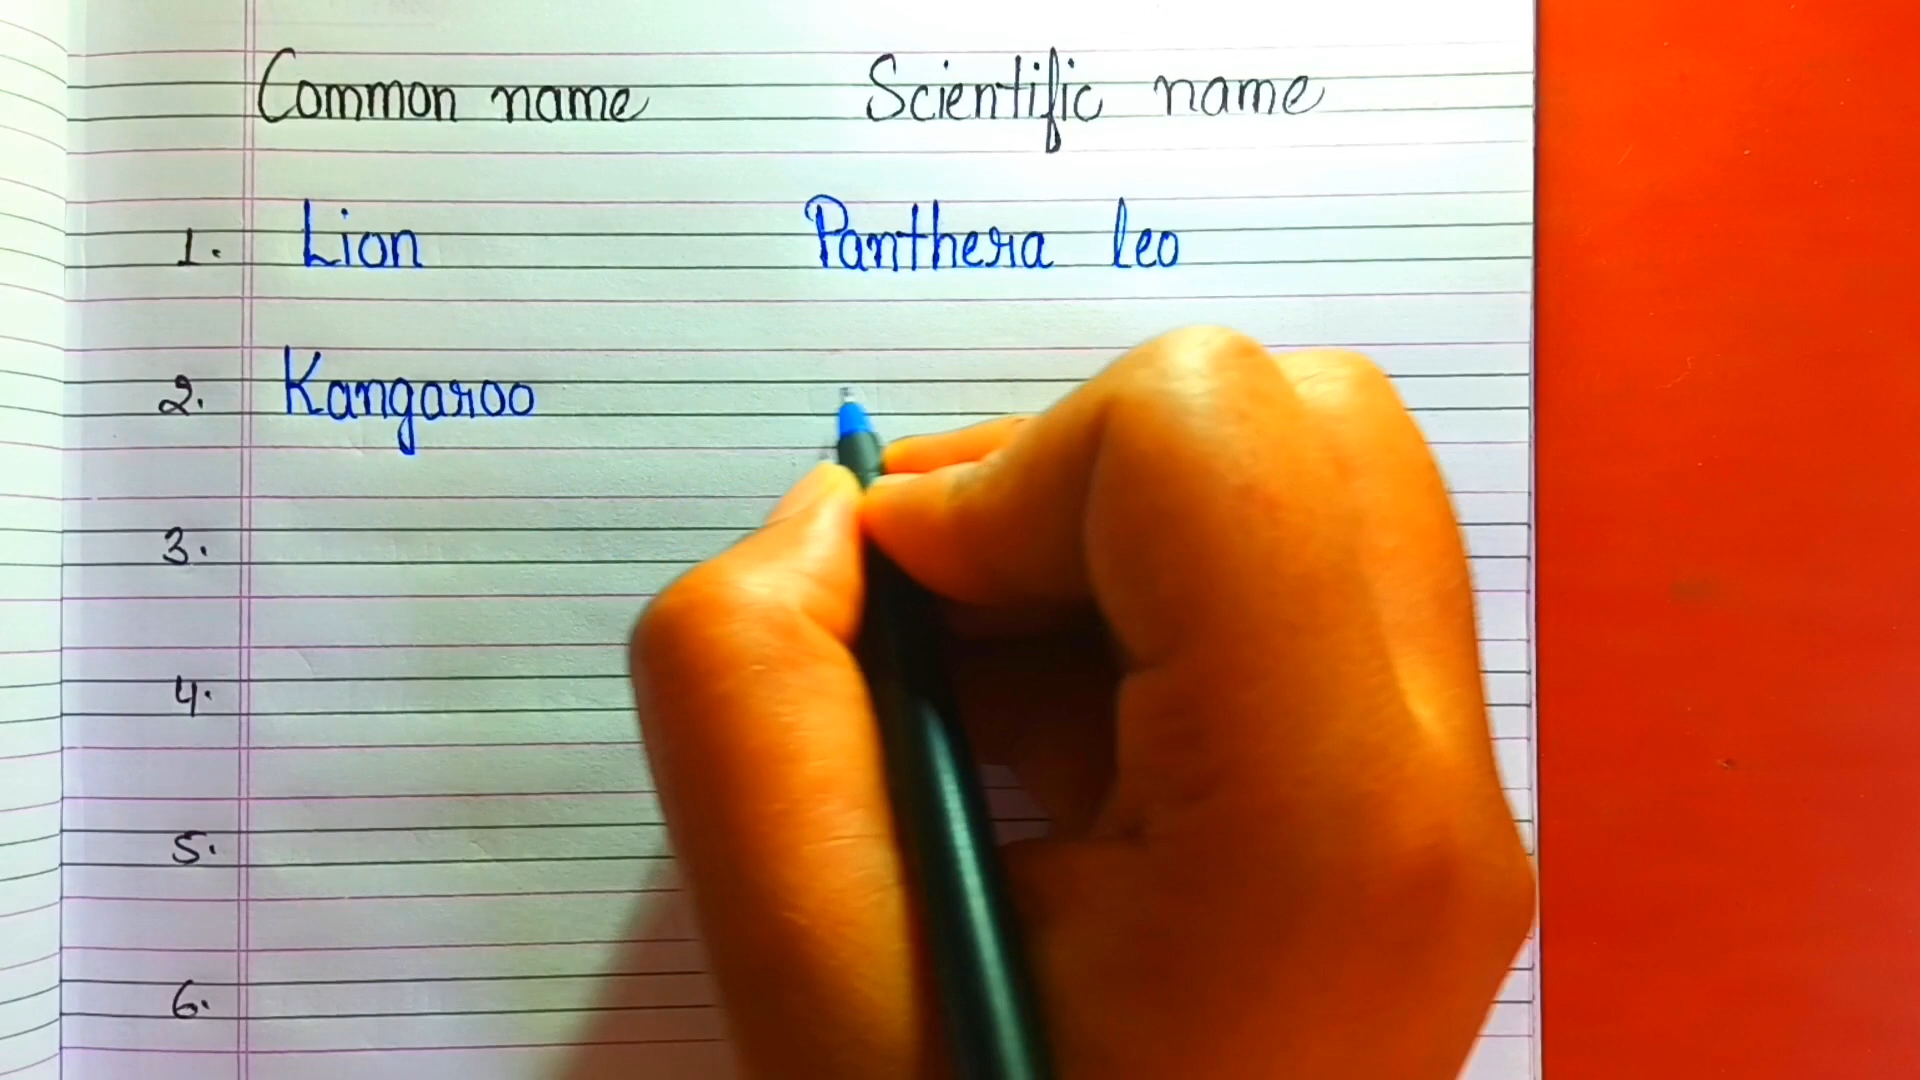 Common name Scientific name
1. Lion Panthera leo
2. Kangaroo
3.
4.
5.
6.